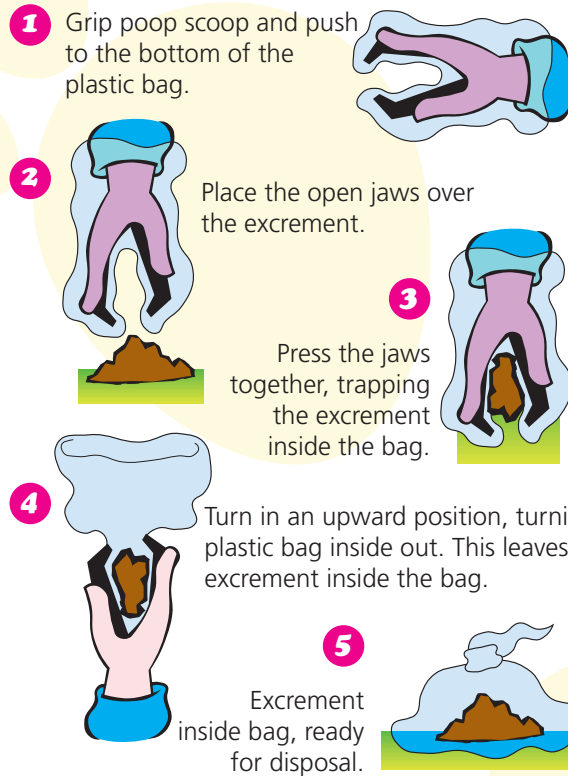 1 Grip poop scoop and push
to the bottom of the
plastic bag.
2 Place the open jaws over
the excrement.
3
Press the jaws
together, trapping
the excrement
inside the bag.
4 Turn in an upward position, turni
plastic bag inside out. This leaves
excrement inside the bag.
5
Excrement
inside bag, ready
for disposal.